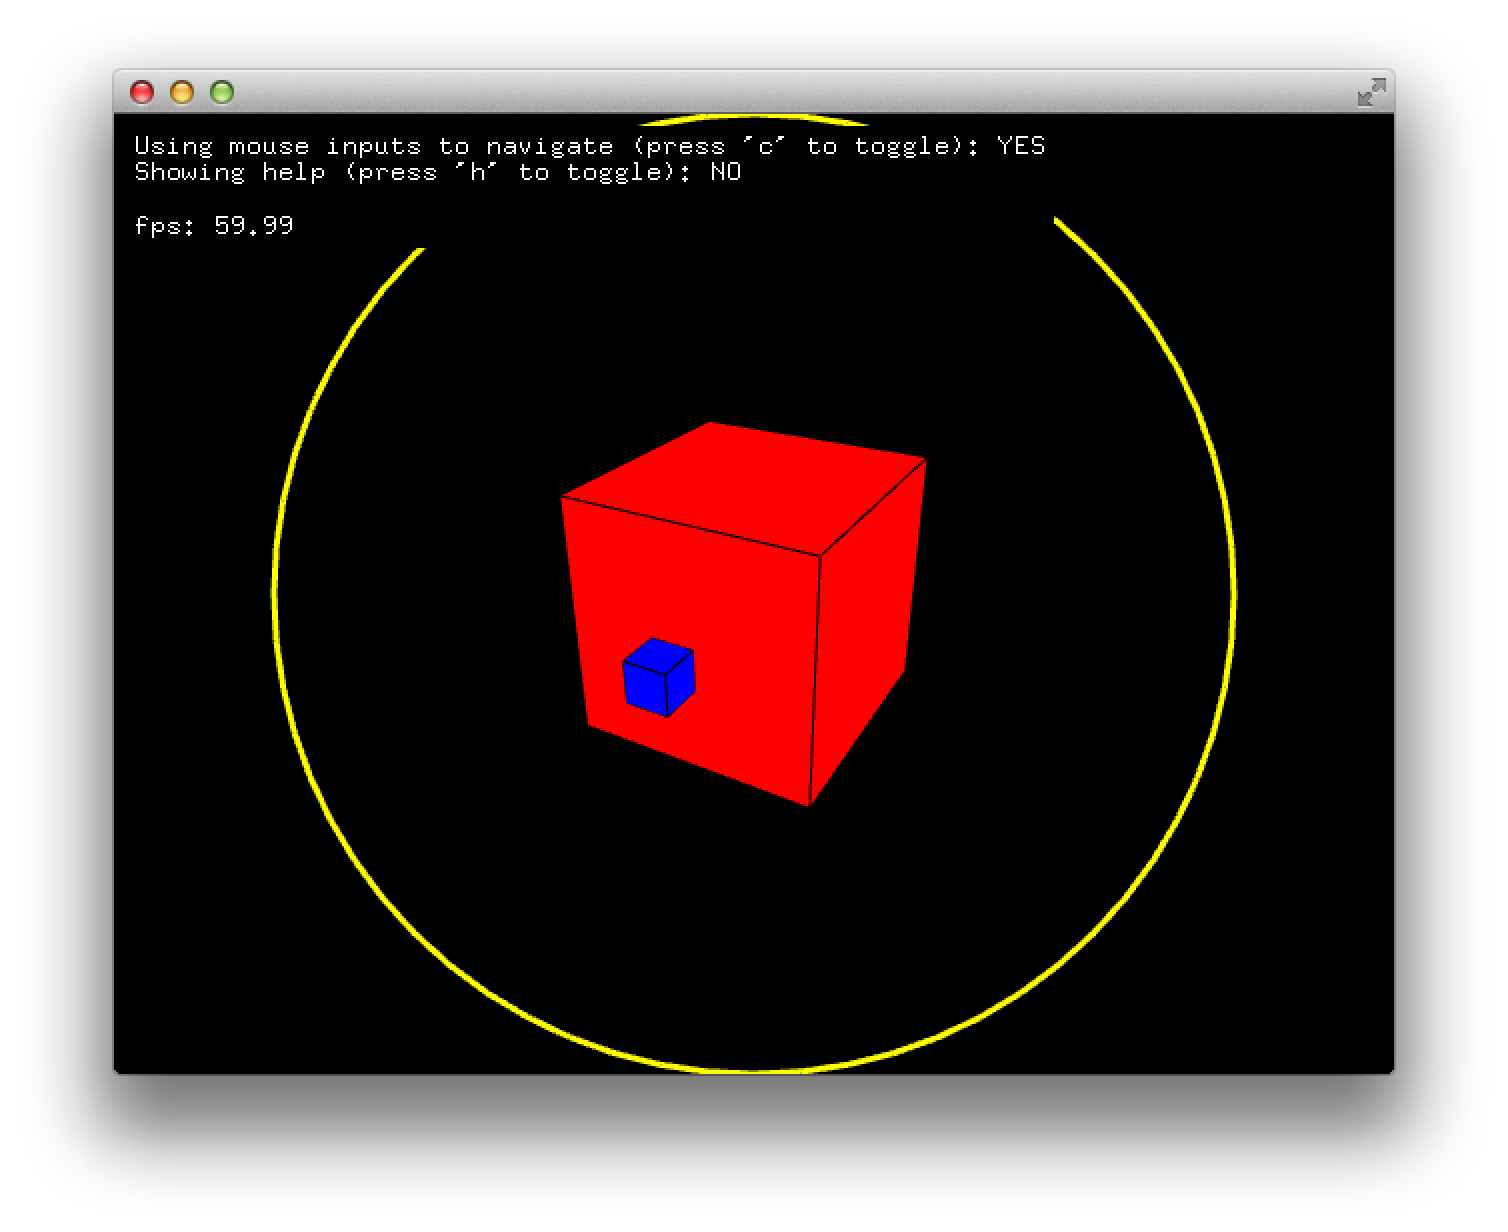 Using mouse inputs to navigate (press 'c' to toggle): YES
Showing help (press 'h' to toggle): NO
fps: 59.99